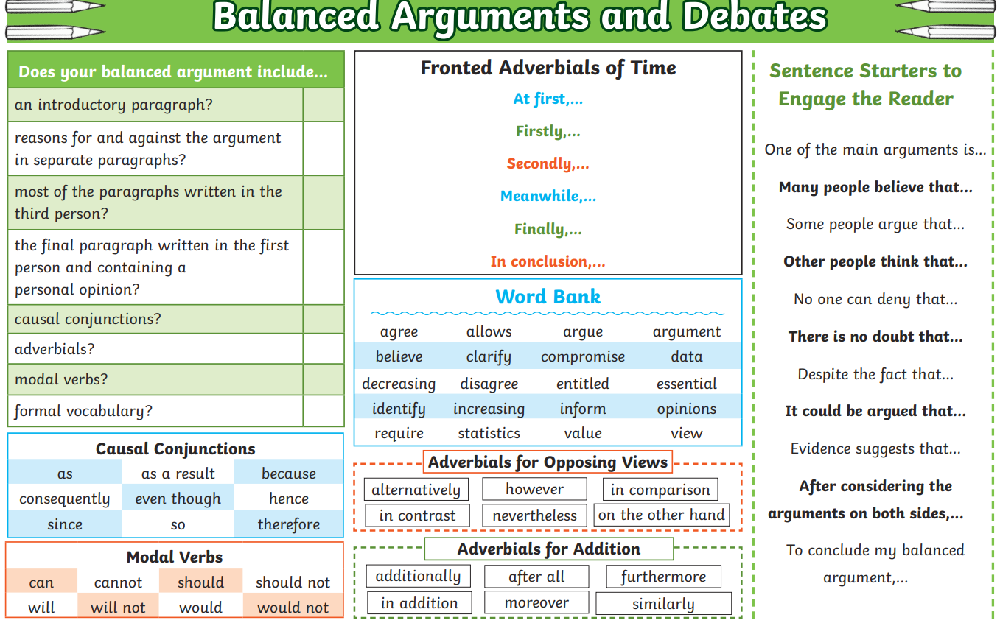 Balanced Arguments and Debates
Does your balanced argument include...
an introductory paragraph?
reasons for and against the argument
in separate paragraphs?
most of the paragraphs written in the
third person?
the final paragraph written in the first
person and containing a
personal opinion?
causal conjunctions?
adverbials?
modal verbs?
formal vocabulary?
Causal Conjunctions
as as a result because
consequently even though hence
since so therefore
Modal Verbs
can cannot should should not
will will not would would not
Fronted Adverbials of Time
At first,...
Firstly,...
Secondly,...
Meanwhile,...
Finally,...
In conclusion,...
Word Bank
agree allows argue argument
believe clarify compromise data
decreasing disagree entitled essential
identify increasing inform opinions
require statistics value view
Adverbials for Opposing Views
alternatively however in comparison
in contrast nevertheless on the other hand
Adverbials for Addition
additionally after all furthermore
in addition moreover similarly
Sentence Starters to
Engage the Reader
One of the main arguments is...
Many people believe that...
Some people argue that...
Other people think that...
No one can deny that...
There is no doubt that...
Despite the fact that...
It could be argued that...
Evidence suggests that...
After considering the
arguments on both sides,...
To conclude my balanced
argument,...